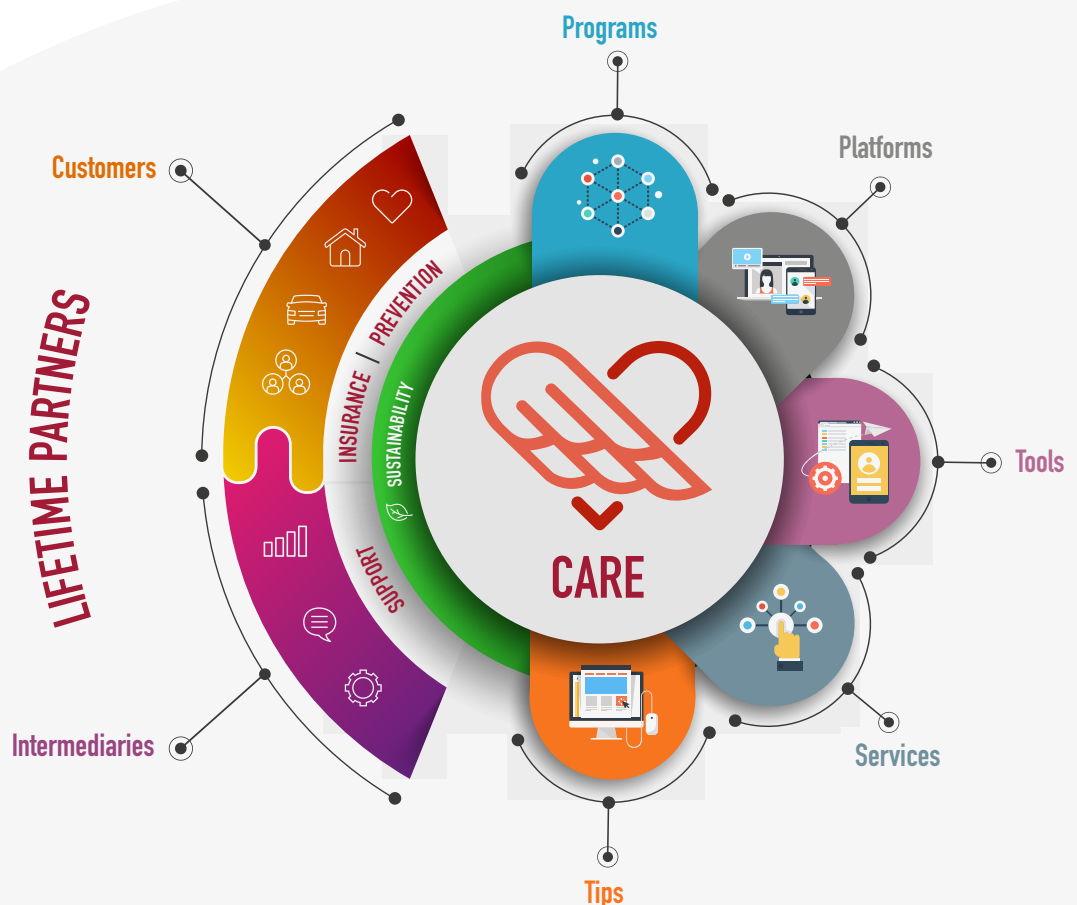 Programs
Platforms
Customers
LIFETIME PARTNERS
INSURANCE | PREVENTION
SUSTAINABILITY
SUPPORT
CARE
Tools
Intermediaries
Services
Tips